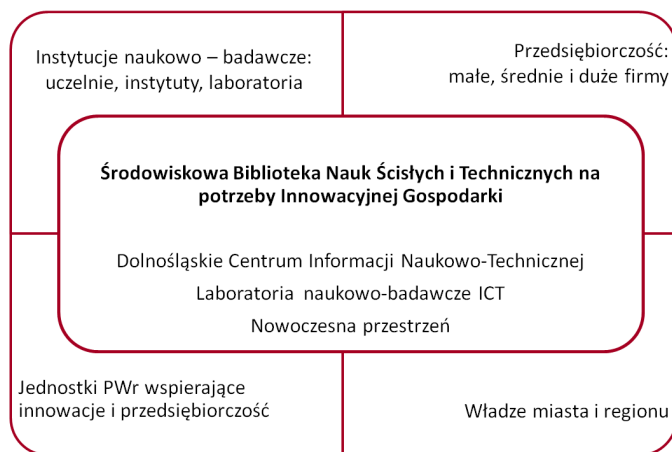 Instytucje naukowo – badawcze:
uczelnie, instytuty, laboratoria
Przedsiębiorczość:
małe, średnie i duże firmy
Środowiskowa Biblioteka Nauk Ścisłych i Technicznych na
potrzeby Innowacyjnej Gospodarki
Dolnośląskie Centrum Informacji Naukowo-Technicznej
Laboratoria naukowo-badawcze ICT
Nowoczesna przestrzeń
Jednostki PWr wspierające
innowacje i przedsiębiorczość
Władze miasta i regionu